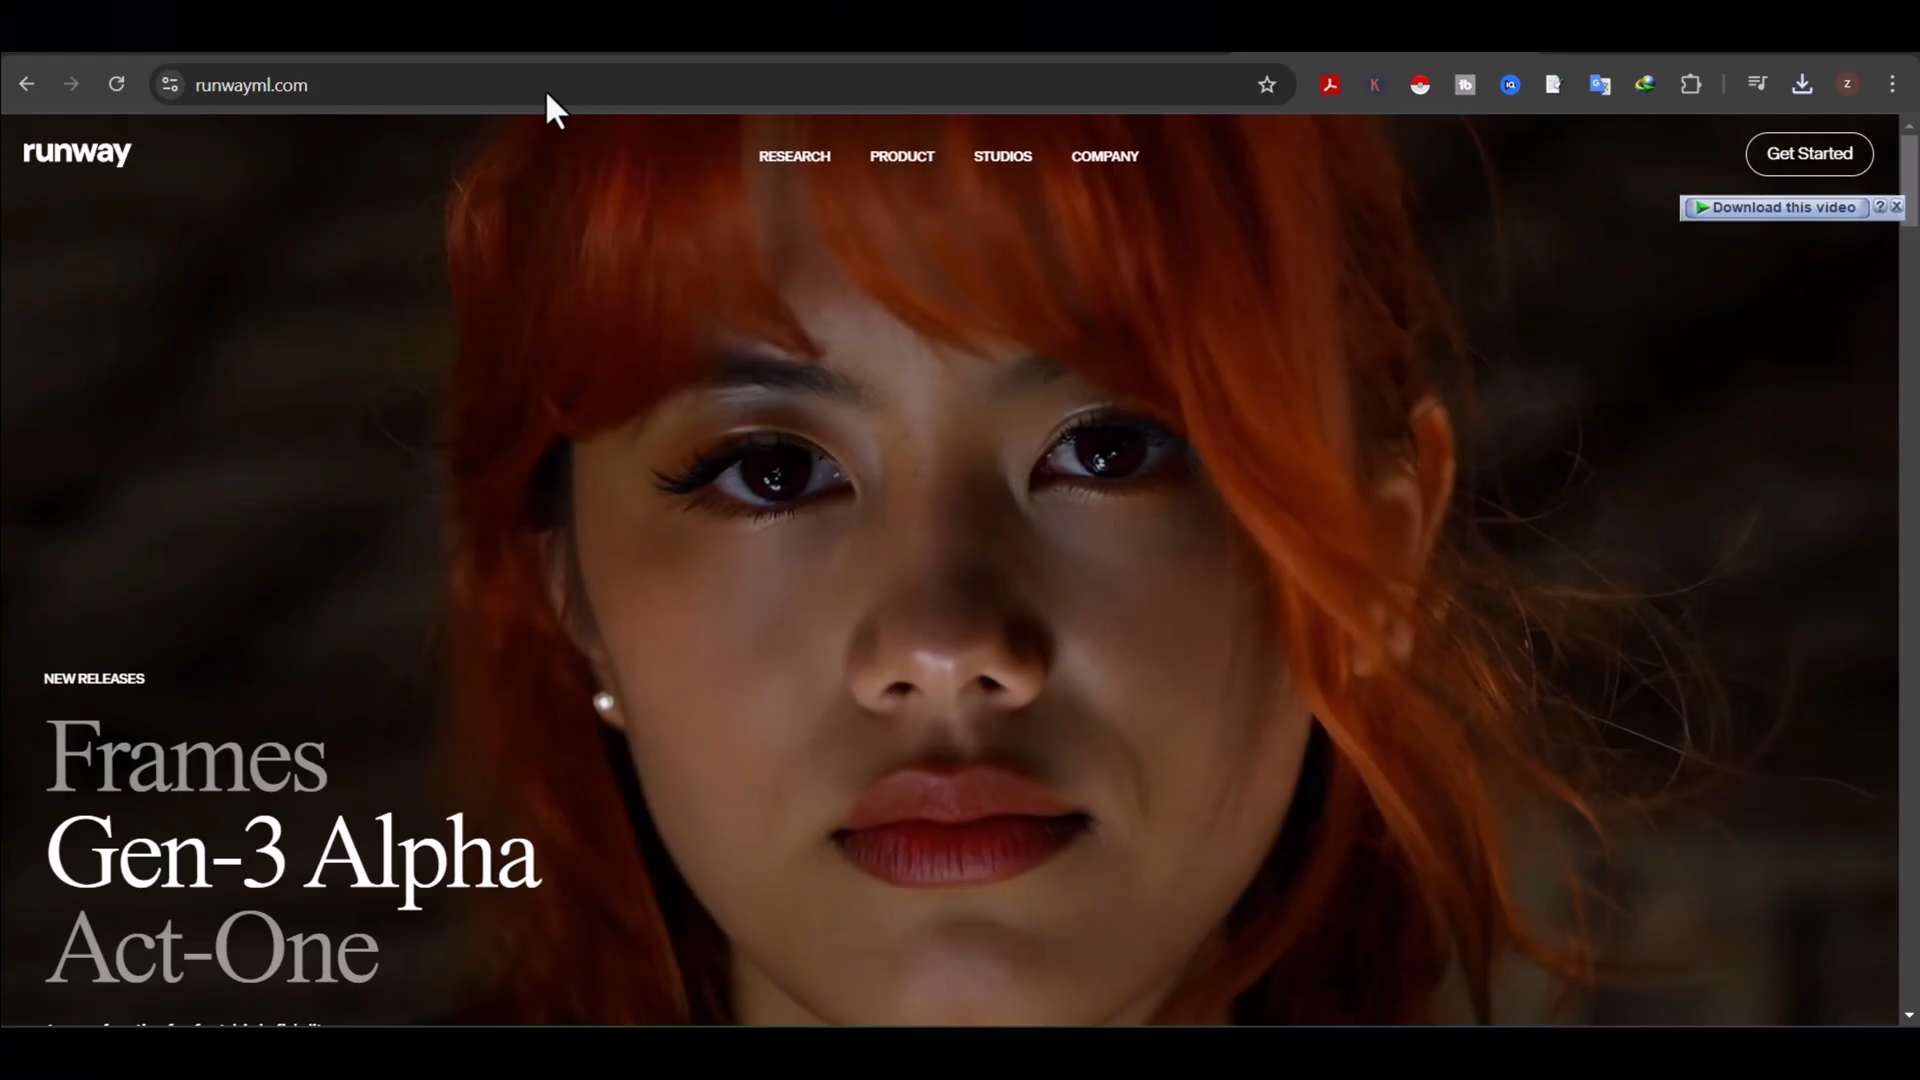 runwayml.com
runway
RESEARCH PRODUCT STUDIOS COMPANY
Get Started
Download this video
NEW RELEASES
Frames
Gen-3 Alpha
Act-One